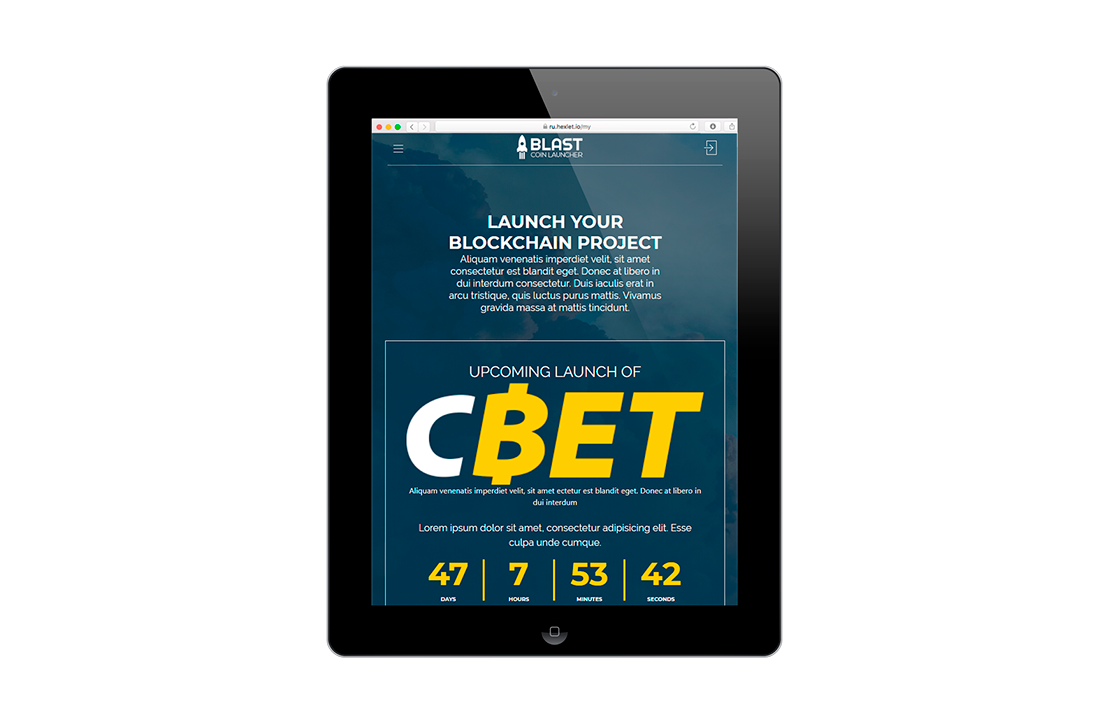 ru.hexlet.io/my
BLAST
COIN LAUNCHER
LAUNCH YOUR
BLOCKCHAIN PROJECT
Aliquam venenatis imperdiet velit, sit amet
consectetur est blandit eget. Donec at libero in
dui interdum consectetur. Duis iaculis erat in
arcu tristique, quis luctus purus mattis. Vivamus
gravida massa at mattis tincidunt.
UPCOMING LAUNCH OF
C₿ET
Aliquam venenatis imperdiet velit, sit amet ectetur est blandit eget. Donec at libero in
dui interdum
Lorem ipsum dolor sit amet, consectetur adipisicing elit. Esse
culpa unde cumque.
47 7 53 42
DAYS HOURS MINUTES SECONDS